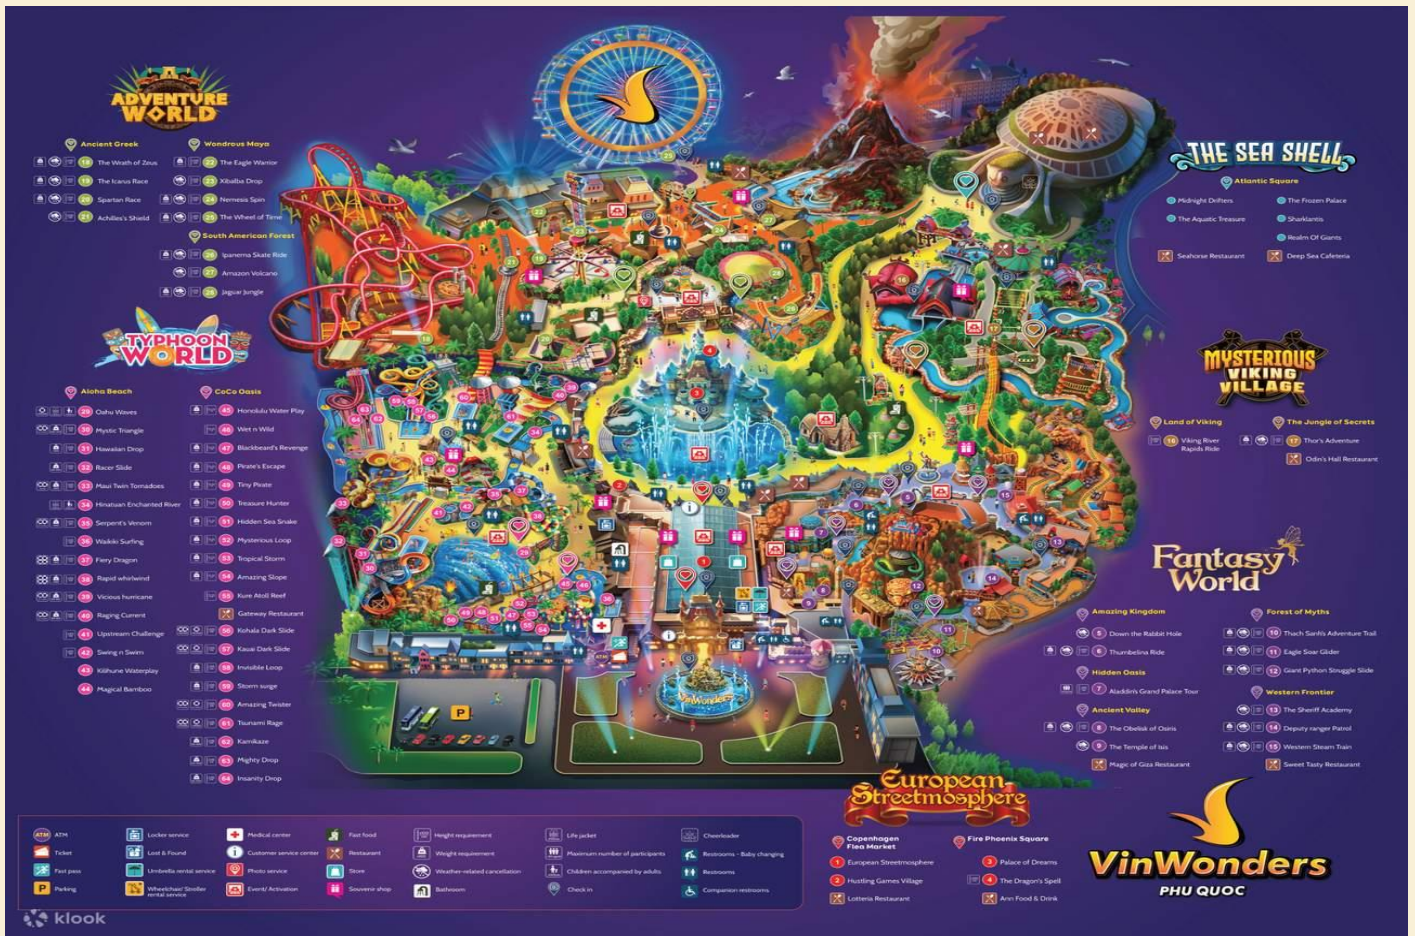 ADVENTURE
WORLD
Ancient Greek
18 The Wrath of Zeus
19 The Icarus Race
20 Spartan Race
21 Achilles's Shield
Wondrous Maya
22 The Eagle Warrior
23 Xibalba Drop
24 Nemesis Spin
25 The Wheel of Time
South American Forest
26 Ipanema Skate Ride
27 Amazon Volcano
28 Jaguar Jungle
TYPHOON
WORLD
Aloha Beach
29 Oahu Waves
30 Mystic Triangle
31 Hawaiian Drop
32 Racer Slide
33 Maui Twin Tornadoes
34 Hinatuan Enchanted River
35 Serpent's Venom
36 Waikiki Surfing
37 Fiery Dragon
38 Rapid whirlwind
39 Vicious hurricane
40 Raging Current
41 Upstream Challenge
42 Swing n Swim
43 Kilihune Waterplay
44 Magical Bamboo
CoCo Oasis
45 Honolulu Water Play
46 Wet n Wild
47 Blackbeard's Revenge
48 Pirate's Escape
49 Tiny Pirate
50 Treasure Hunter
51 Hidden Sea Snake
52 Mysterious Loop
53 Tropical Storm
54 Amazing Slope
55 Kure Atoll Reef
Gateway Restaurant
56 Kohala Dark Slide
57 Kauai Dark Slide
58 Invisible Loop
59 Storm surge
60 Amazing Twister
61 Tsunami Rage
62 Kamikaze
63 Mighty Drop
64 Insanity Drop
THE SEA SHELL
Atlantic Square
Midnight Drifters
The Aquatic Treasure
The Frozen Palace
Sharklantis
Realm Of Giants
Seahorse Restaurant
Deep Sea Cafeteria
MYSTERIOUS
VIKING
VILLAGE
Land of Viking
16 Viking River
Rapids Ride
The Jungle of Secrets
17 Thor's Adventure
Odin's Hall Restaurant
Fantasy
World
Amazing Kingdom
5 Down the Rabbit Hole
6 Thumbelina Ride
Hidden Oasis
7 Aladdin's Grand Palace Tour
Ancient Valley
8 The Obelisk of Osiris
9 The Temple of Isis
Magic of Giza Restaurant
Forest of Myths
10 Thach Sanh's Adventure Trail
11 Eagle Soar Glider
12 Giant Python Struggle Slide
Western Frontier
13 The Sheriff Academy
14 Deputy ranger Patrol
15 Western Steam Train
Sweet Tasty Restaurant
VinWonders
P
European
Streetmosphere
Copenhagen
Flea Market
1 European Streetmosphere
2 Hustling Games Village
Lotteria Restaurant
Fire Phoenix Square
3 Palace of Dreams
4 The Dragon's Spell
Ann Food & Drink
VinWonders
PHU QUOC
ATM ATM
Ticket
Fast pass
P Parking
Locker service
Lost & Found
Umbrella rental service
Wheelchair/ Stroller
rental service
Medical center
i Customer service center
Photo service
Event/ Activation
Fast food
Restaurant
Store
Souvenir shop
Height requirement
Weight requirement
Weather-related cancellation
Bathroom
Life jacket
Maximum number of participants
Children accompanied by adults
Check in
Cheerleader
Restrooms - Baby changing
Restrooms
Companion restrooms
klook